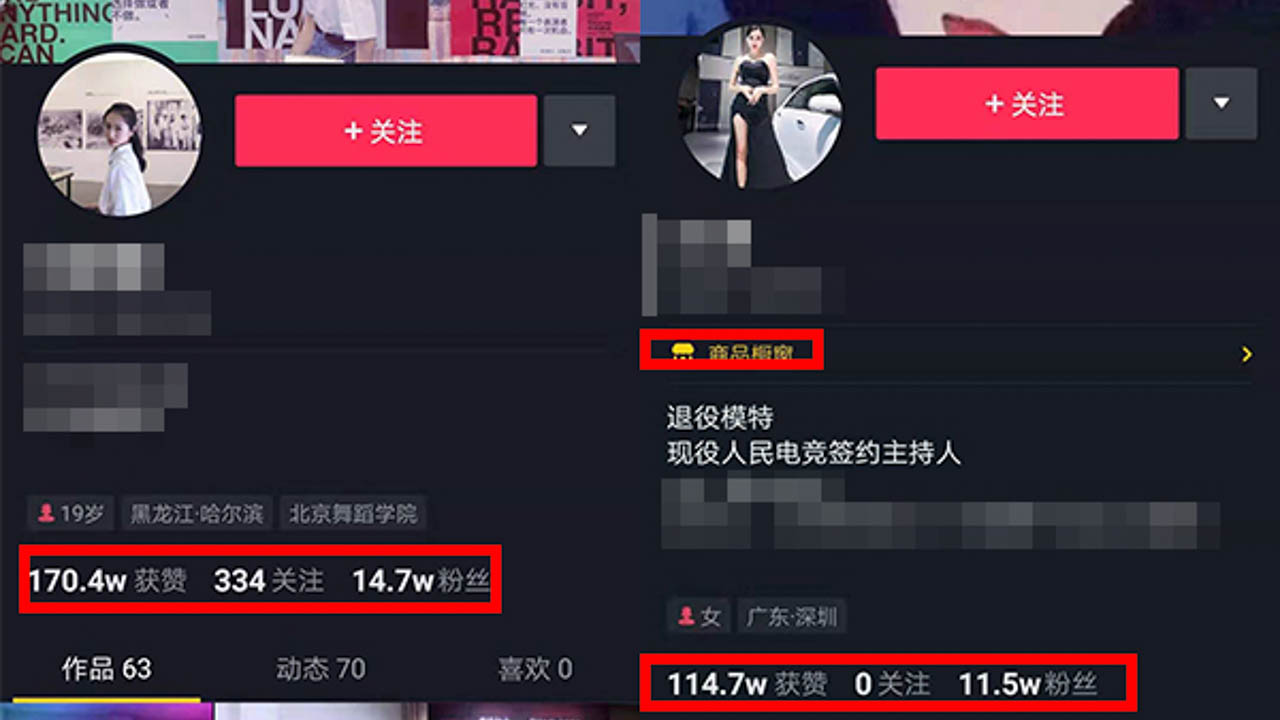 NYTHING
ARD.
CAN
LU
NA
RE
+ 关注
19岁
黑龙江·哈尔滨
北京舞蹈学院
170.4w 获赞 334 关注 14.7w 粉丝
作品 63
动态 70
喜欢 0
+ 关注
商品橱窗
退役模特
现役人民电竞签约主持人
女
广东·深圳
114.7w 获赞 0 关注 11.5w 粉丝